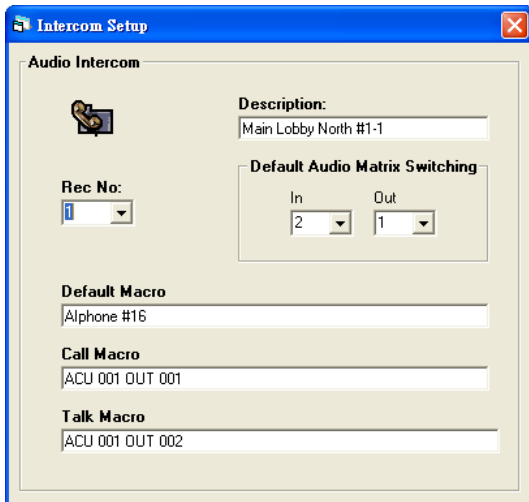 Intercom Setup
Audio Intercom
Description:
Main Lobby North #1-1
Default Audio Matrix Switching
Rec No:
In Out
1
2 1
Default Macro
Alphone #16
Call Macro
ACU 001 OUT 001
Talk Macro
ACU 001 OUT 002